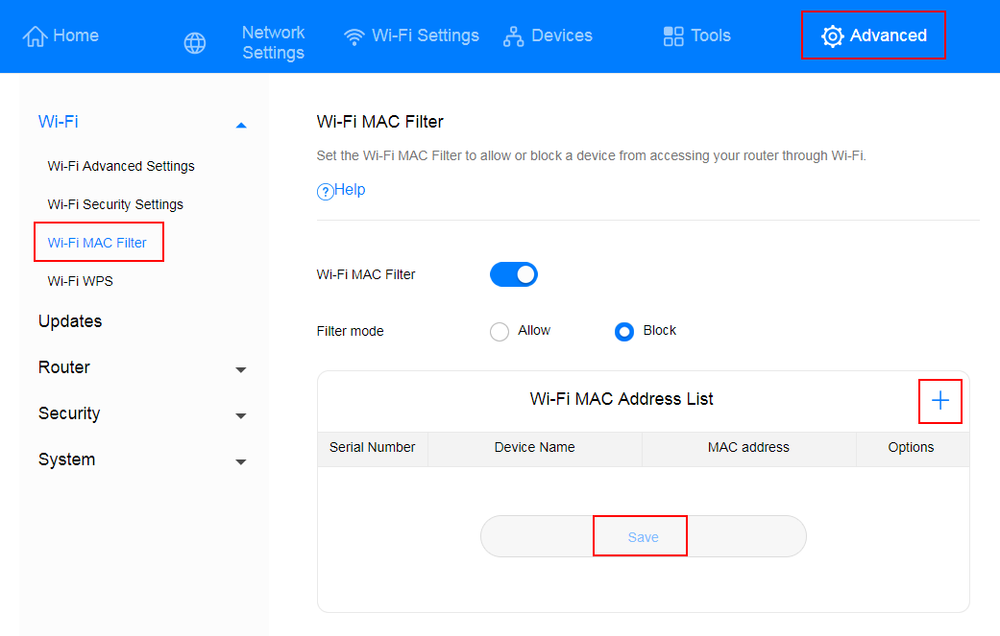 Home
Network
Settings
Wi-Fi Settings
Devices
Tools
Advanced
Wi-Fi
Wi-Fi Advanced Settings
Wi-Fi Security Settings
Wi-Fi MAC Filter
Wi-Fi WPS
Updates
Router
Security
System
Wi-Fi MAC Filter
Set the Wi-Fi MAC Filter to allow or block a device from accessing your router through Wi-Fi.
?Help
Wi-Fi MAC Filter
Filter mode Allow Block
Wi-Fi MAC Address List
Serial Number Device Name MAC address Options
Save